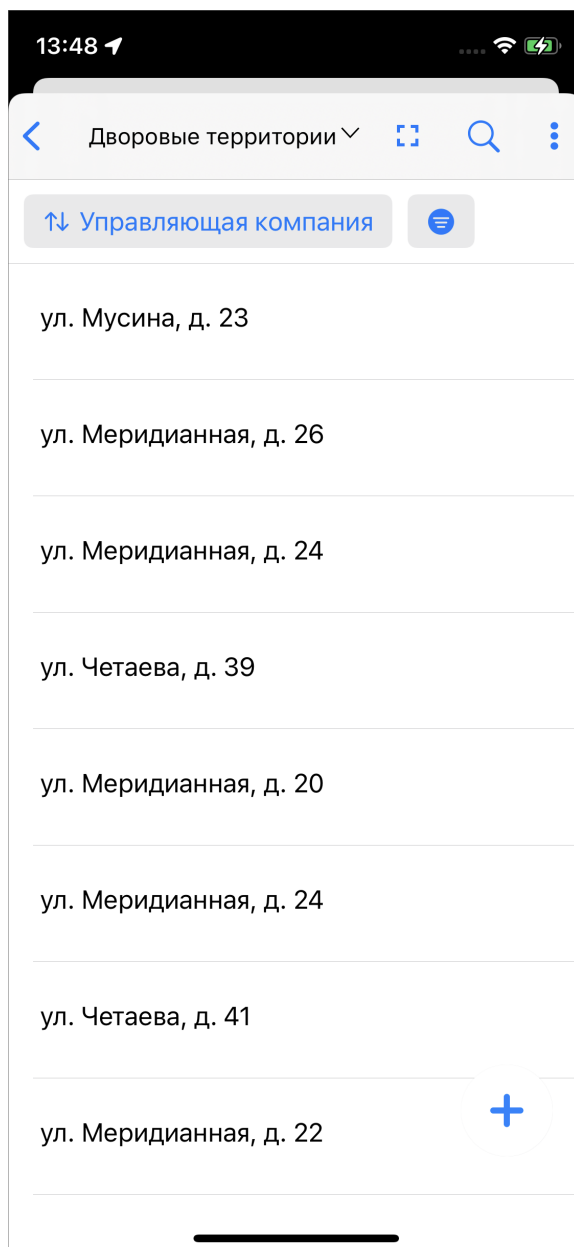 13:48
Дворовые территории
Управляющая компания
ул. Мусина, д. 23
ул. Меридианная, д. 26
ул. Меридианная, д. 24
ул. Четаева, д. 39
ул. Меридианная, д. 20
ул. Меридианная, д. 24
ул. Четаева, д. 41
ул. Меридианная, д. 22